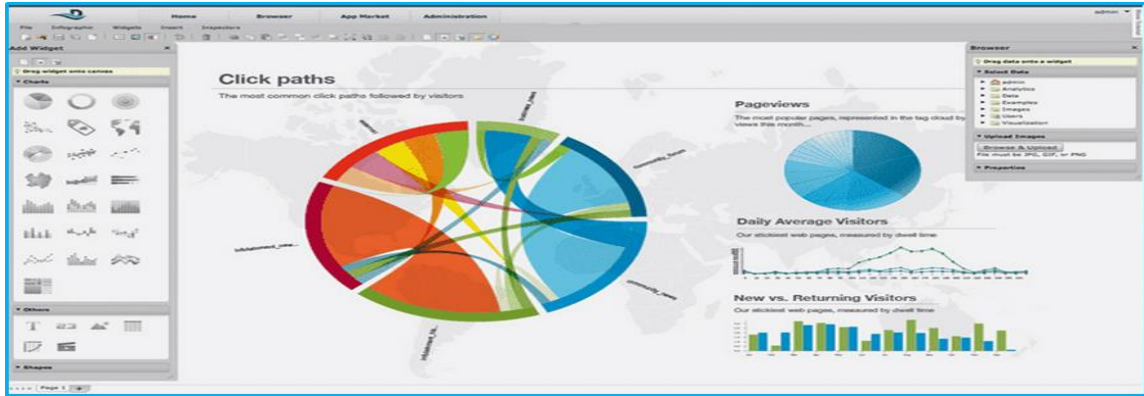 admin
Home Browser App Market Administration
File Infographic Widgets Insert Inspectors
Add Widget
Drag widget onto canvas
Charts
Others
Shapes
Page 1
Click paths
The most common click paths followed by visitors
business_news
community_forum
community_news
Pageviews
The most popular pages, represented in the tag cloud by
views this month...
Daily Average Visitors
Our stickiest web pages, measured by dwell time
New vs. Returning Visitors
Our stickiest web pages, measured by dwell time
Browser
Drag data onto a widget
Select Data
admin
Analytics
Data
Examples
Images
Users
Visualisation
Upload Images
Browse & Upload
File must be JPG, GIF, or PNG
Properties